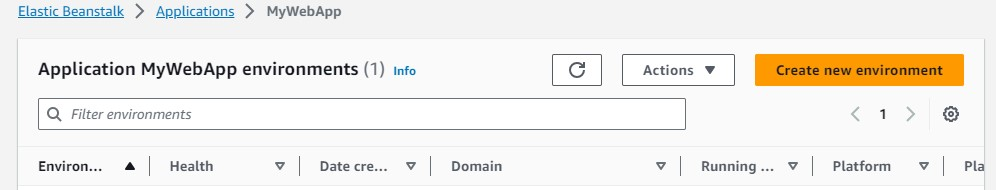 Elastic Beanstalk > Applications > MyWebApp
Application MyWebApp environments (1) Info Actions Create new environment
Filter environments 1
Environ... Health Date cre... Domain Running ... Platform Pla